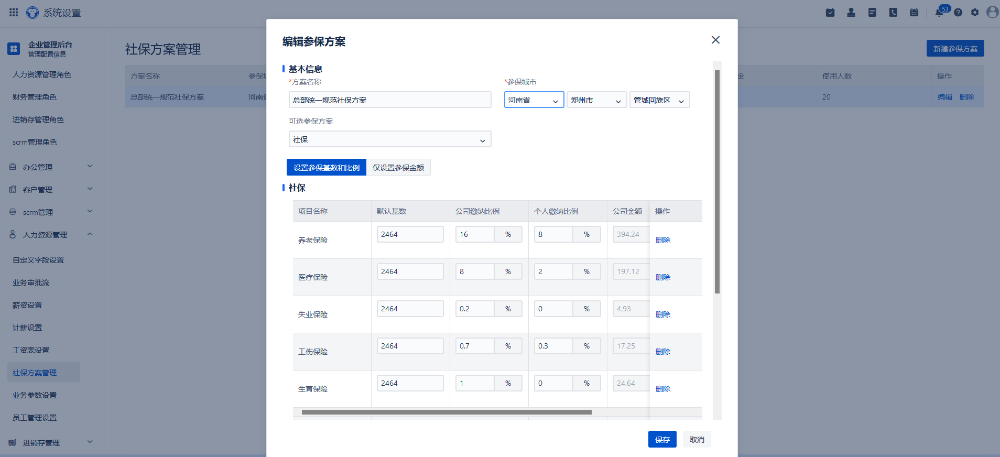 系统设置
53
企业管理后台
管理配置信息
人力资源管理角色
财务管理角色
进销存管理角色
scrm管理角色
办公管理
客户管理
scrm管理
人力资源管理
自定义字段设置
业务审批流
薪资设置
计薪设置
工资表设置
社保方案管理
业务参数设置
员工管理设置
进销存管理
社保方案管理
新建参保方案
方案名称 参保城 金 使用人数 操作
总部统一规范社保方案 河南省 20 编辑 删除
编辑参保方案
基本信息
*方案名称 *参保城市
总部统一规范社保方案 河南省 郑州市 管城回族区
可选参保方案
社保
设置参保基数和比例 仅设置参保金额
社保
项目名称 默认基数 公司缴纳比例 个人缴纳比例 公司金额 操作
养老保险 2464 16 % 8 % 394.24 删除
医疗保险 2464 8 % 2 % 197.12 删除
失业保险 2464 0.2 % 0 % 4.93 删除
工伤保险 2464 0.7 % 0.3 % 17.25 删除
生育保险 2464 1 % 0 % 24.64 删除
保存 取消